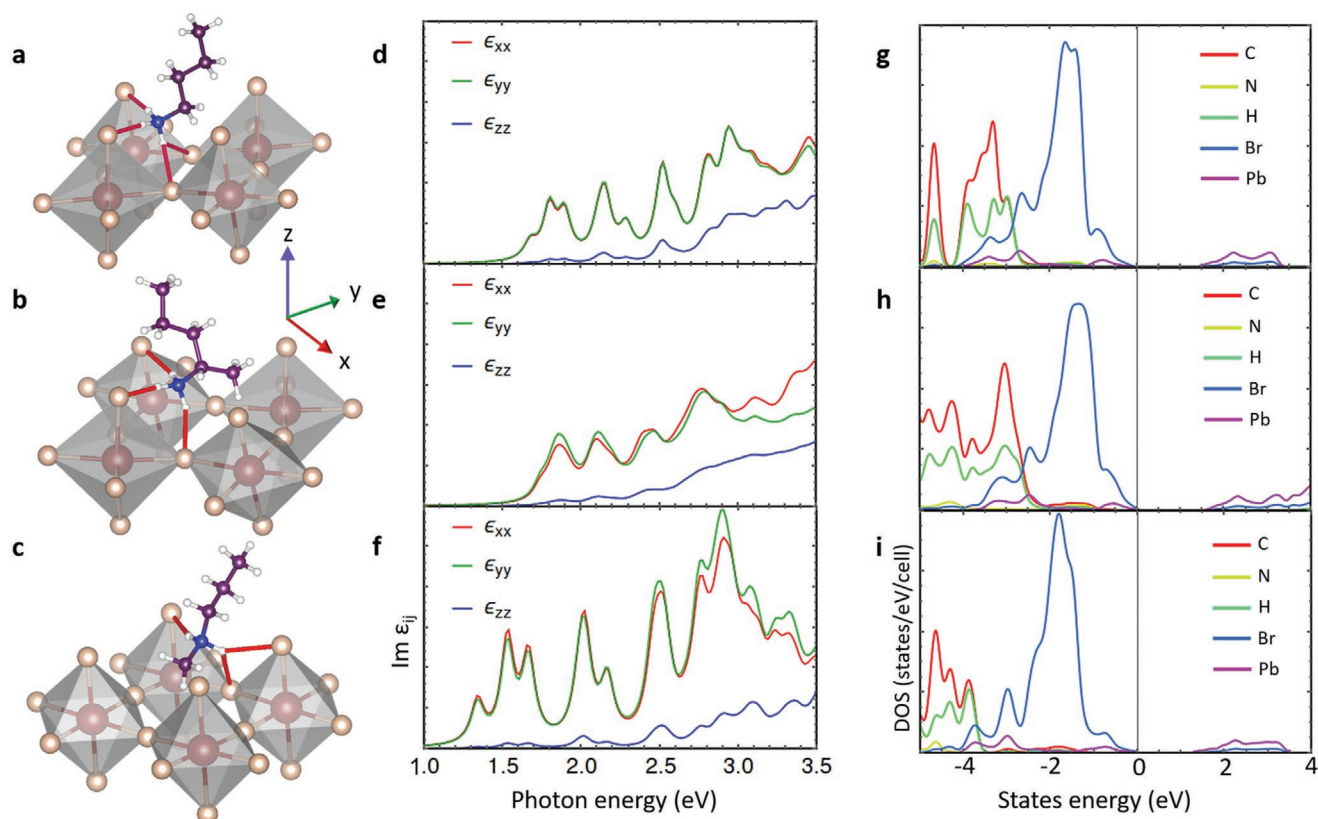 a
z
y
x
b
c
d
εxx
εyy
εzz
e
εxx
εyy
εzz
f
εxx
εyy
εzz
Im εij
1.0 1.5 2.0 2.5 3.0 3.5
Photon energy (eV)
g
C
N
H
Br
Pb
h
C
N
H
Br
Pb
i
C
N
H
Br
Pb
DOS (states/eV/cell)
-4 -2 0 2 4
States energy (eV)